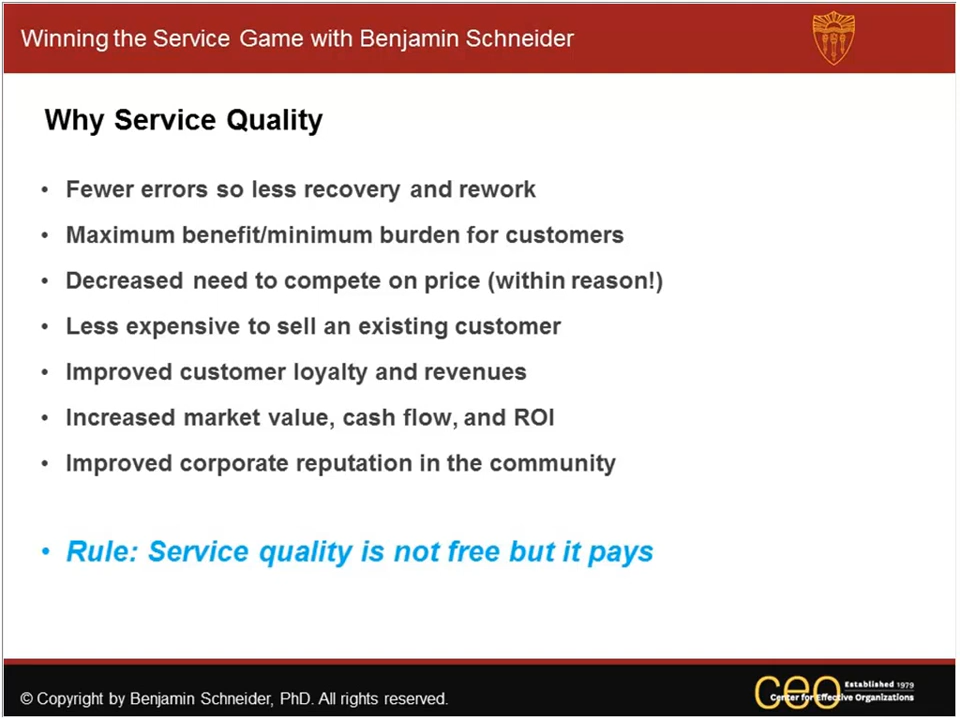 Winning the Service Game with Benjamin Schneider
Why Service Quality
• Fewer errors so less recovery and rework
• Maximum benefit/minimum burden for customers
• Decreased need to compete on price (within reason!)
• Less expensive to sell an existing customer
• Improved customer loyalty and revenues
• Increased market value, cash flow, and ROI
• Improved corporate reputation in the community
• Rule: Service quality is not free but it pays
© Copyright by Benjamin Schneider, PhD. All rights reserved.
ceo Established 1979
Center for Effective Organizations